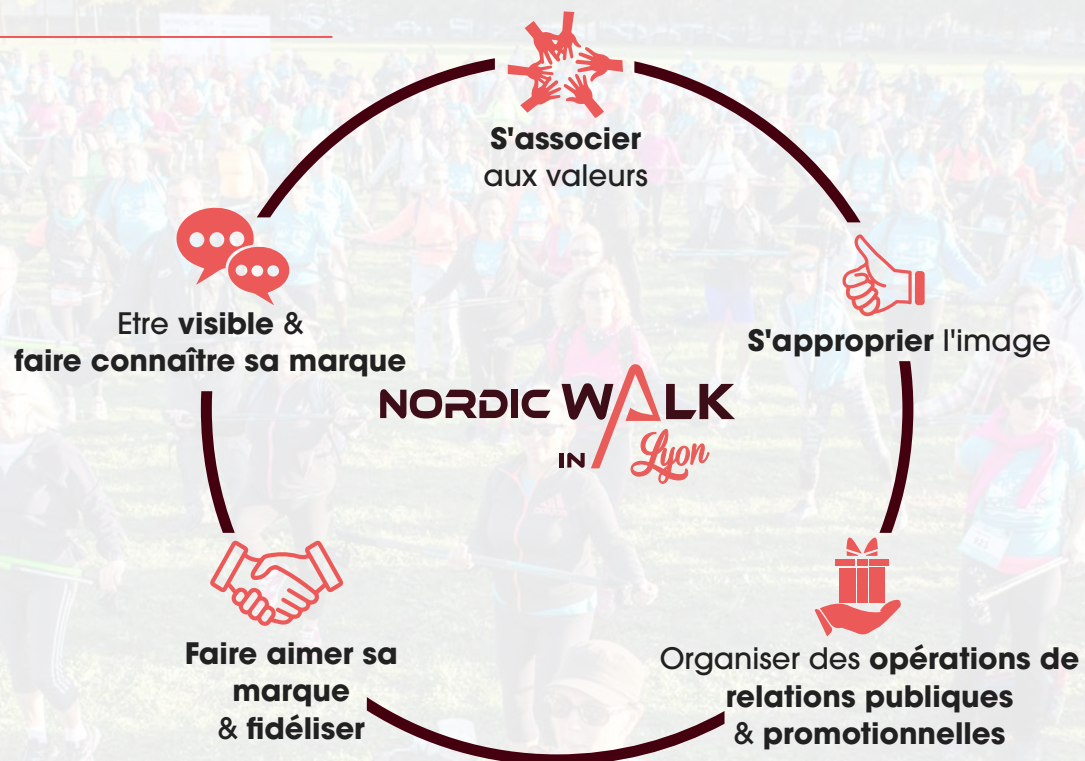 S'associer
aux valeurs
S'approprier l'image
Organiser des opérations de
relations publiques
& promotionnelles
Faire aimer sa
marque
& fidéliser
Etre visible &
faire connaître sa marque
NORDIC WALK
IN Lyon